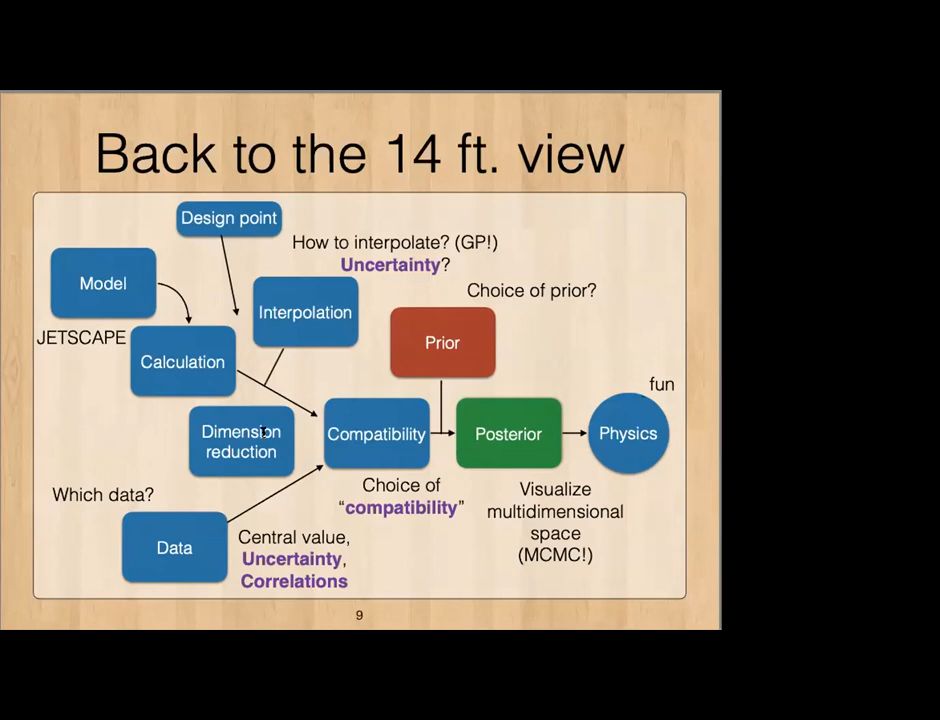 Back to the 14 ft. view
Design point
How to interpolate? (GP!)
Uncertainty?
Model
Interpolation
Choice of prior?
JETSCAPE
Calculation
Prior
fun
Dimension
reduction
Compatibility
Posterior
Physics
Which data?
Choice of
“compatibility”
Visualize
multidimensional
space
(MCMC!)
Data
Central value,
Uncertainty,
Correlations
9